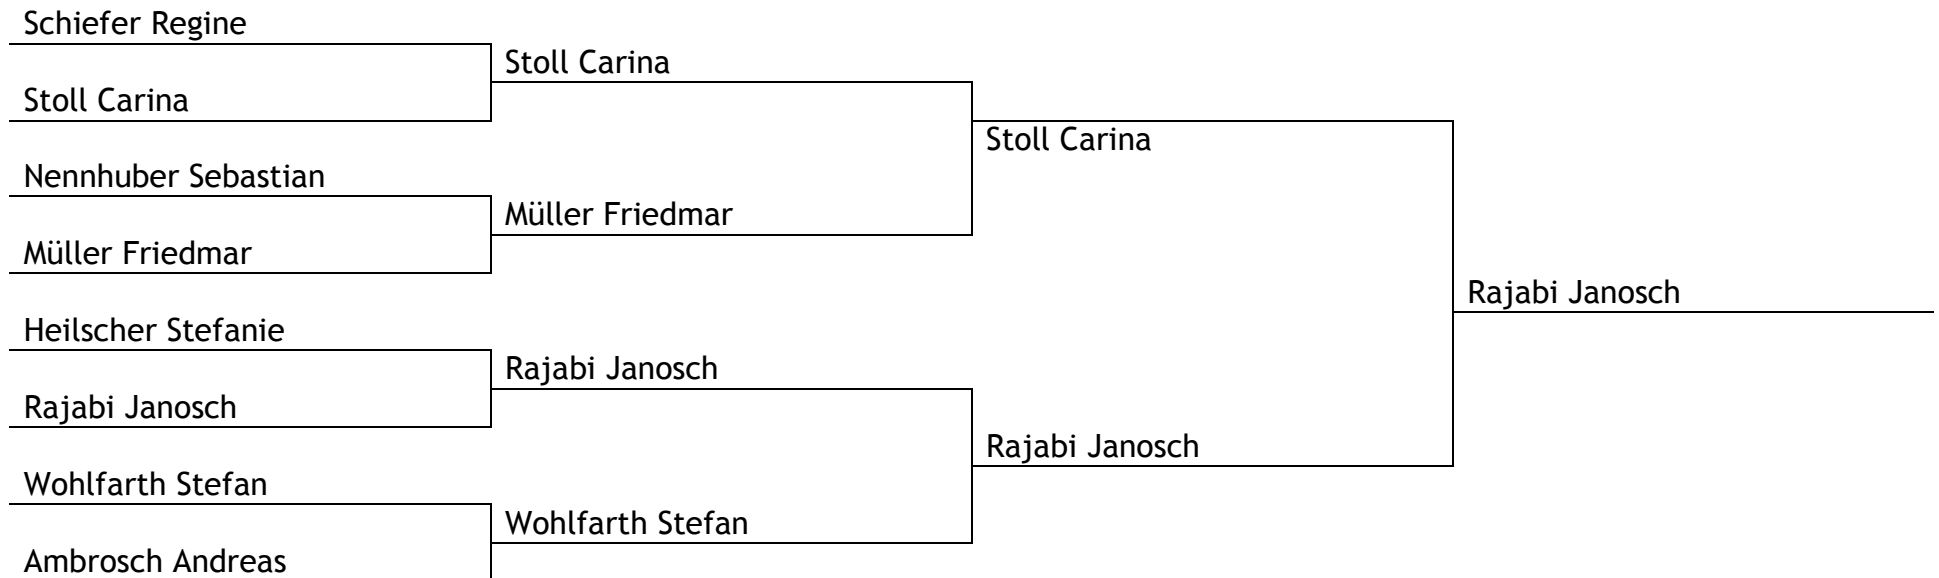 Schiefer Regine
Stoll Carina
Stoll Carina
Stoll Carina
Nennhuber Sebastian
Müller Friedmar
Müller Friedmar
Rajabi Janosch
Heilscher Stefanie
Rajabi Janosch
Rajabi Janosch
Rajabi Janosch
Wohlfarth Stefan
Wohlfarth Stefan
Ambrosch Andreas